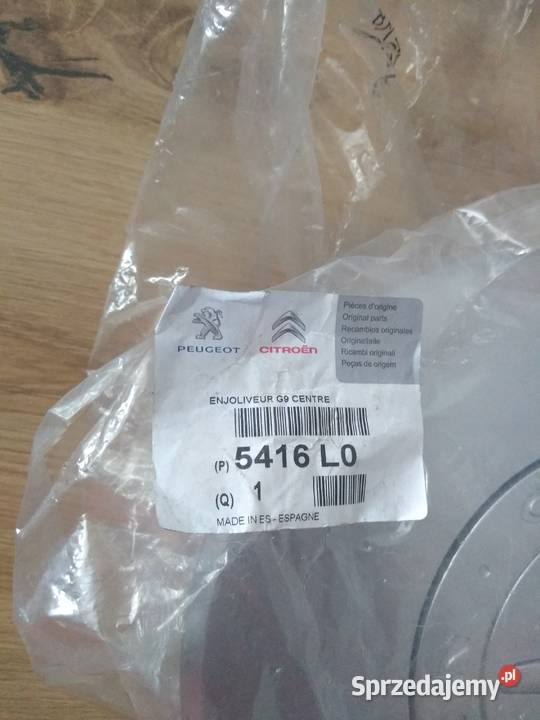 PEUGEOT
CITROËN
Pièces d'origine
Original parts
Recambios originales
Originalteile
Ricambi originali
Peças de origem
ENJOLIVEUR G9 CENTRE
(P) 5416 L0
(Q) 1
MADE IN ES - ESPAGNE
Sprzedajemy.pl